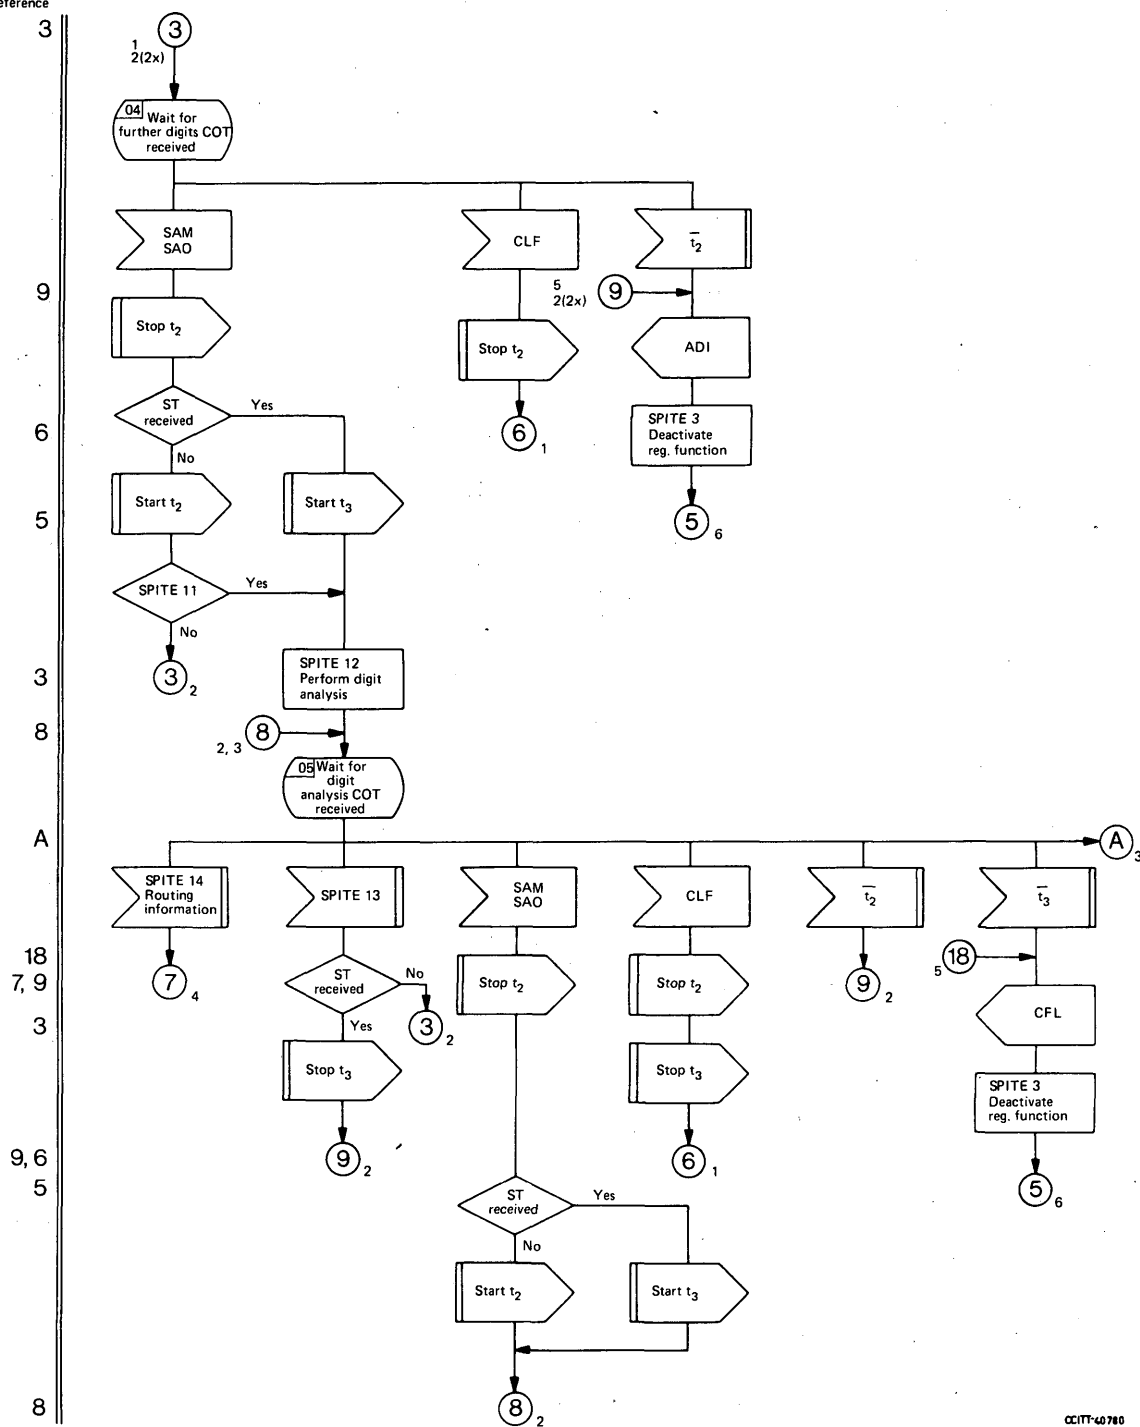 eference
3
3
1
2(2x)
04
Wait for
further digits COT
received
SAM
SAO
CLF
t2
9
5
2(2x)
9
Stop t2
Stop t2
ADI
ST
received
Yes
6
6
1
SPITE 3
Deactivate
reg. function
No
Start t2
Start t3
5
5
6
SPITE 11
Yes
No
3
3
2
SPITE 12
Perform digit
analysis
8
8
2, 3
05
Wait for
digit
analysis COT
received
A
A
3
SPITE 14
Routing
information
SPITE 13
SAM
SAO
CLF
t2
t3
18
7, 9
7
4
ST
received
No
Stop t2
Stop t2
9
2
18
5
3
3
2
CFL
Yes
Stop t3
Stop t3
SPITE 3
Deactivate
reg. function
9, 6
9
2
6
1
5
5
6
ST
received
Yes
No
Start t2
Start t3
8
8
2
CCITT-40780